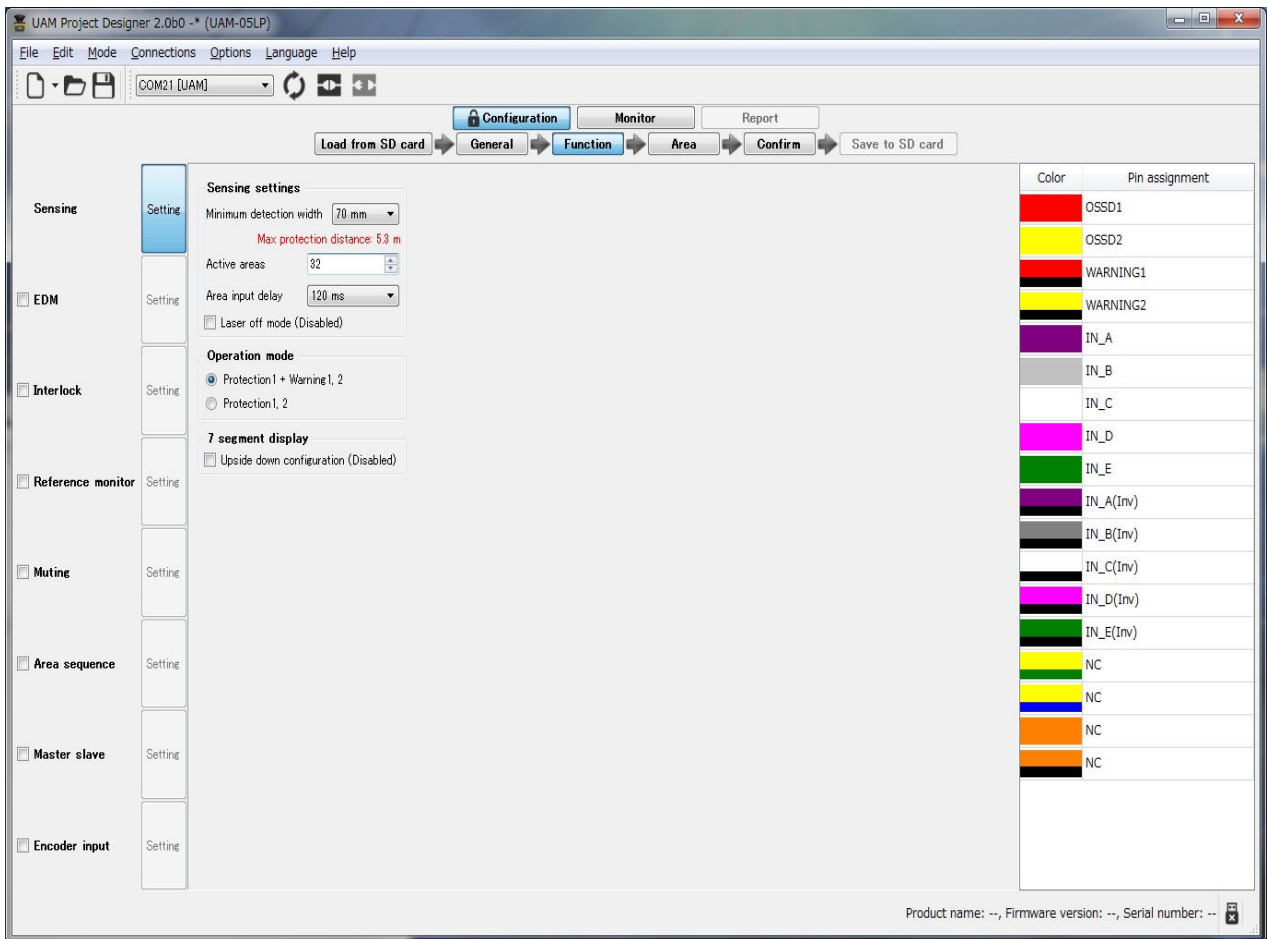 UAM Project Designer 2.0b0 -* (UAM-05LP)
File Edit Mode Connections Options Language Help
COM21 [UAM]
Configuration Monitor Report
Load from SD card General Function Area Confirm Save to SD card
Sensing Setting
EDM Setting
Interlock Setting
Reference monitor Setting
Muting Setting
Area sequence Setting
Master slave Setting
Encoder input Setting
Sensing settings
Minimum detection width 70 mm
Max protection distance: 5.3 m
Active areas 32
Area input delay 120 ms
Laser off mode (Disabled)
Operation mode
Protection1 + Warning1, 2
Protection1, 2
7 segment display
Upside down configuration (Disabled)
Color Pin assignment
OSSD1
OSSD2
WARNING1
WARNING2
IN_A
IN_B
IN_C
IN_D
IN_E
IN_A(Inv)
IN_B(Inv)
IN_C(Inv)
IN_D(Inv)
IN_E(Inv)
NC
NC
NC
NC
Product name: --, Firmware version: --, Serial number: --